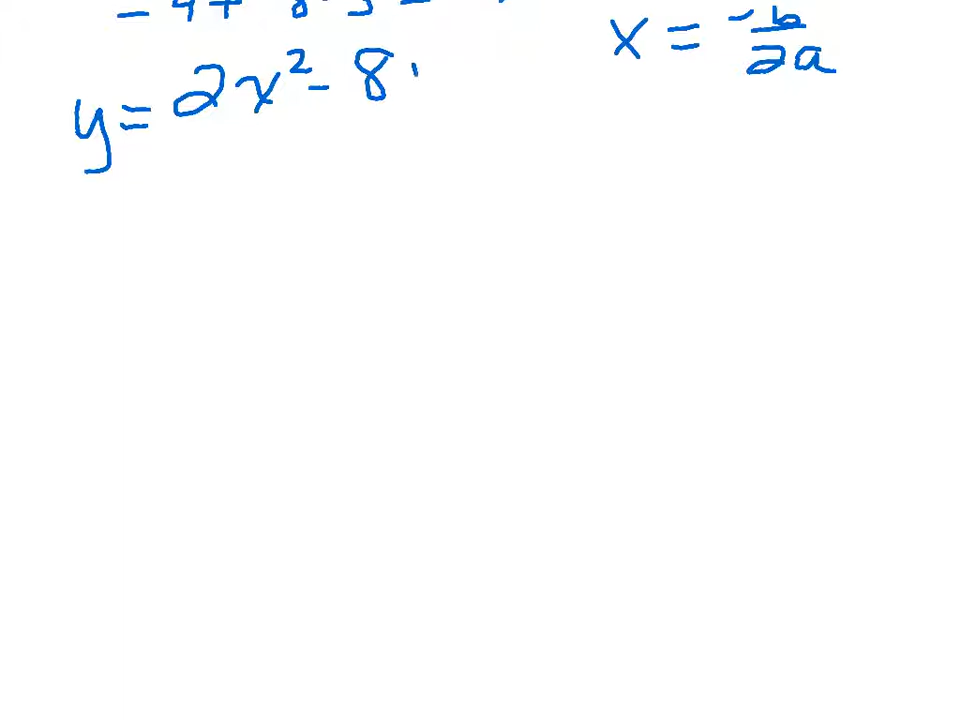 x = -b/2a
y = 2x² - 8